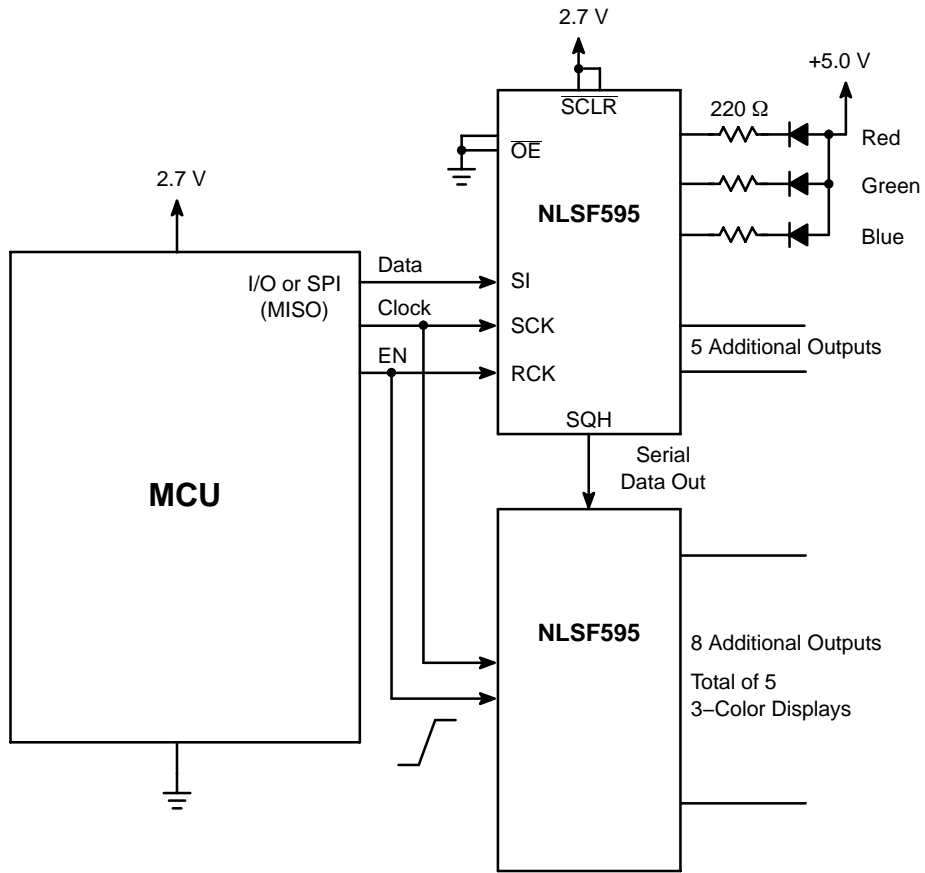 2.7 V
+5.0 V
SCLR
220 Ω
Red
OE
2.7 V
Green
NLSF595
Blue
I/O or SPI
(MISO)
Data
SI
Clock
SCK
5 Additional Outputs
EN
RCK
SQH
Serial
Data Out
MCU
NLSF595
8 Additional Outputs
Total of 5
3–Color Displays